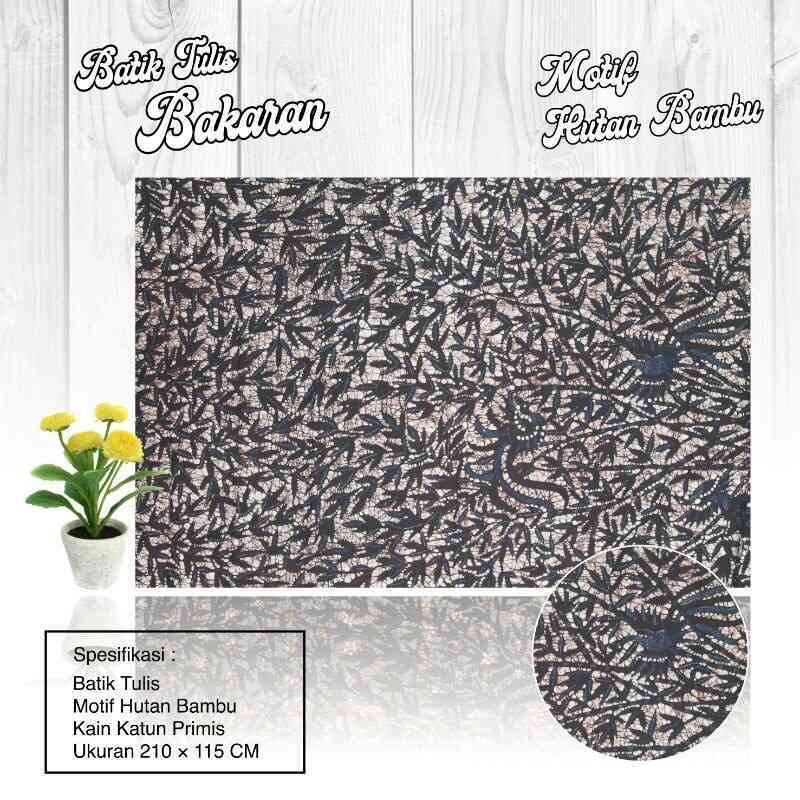 Batik Tulis
Bakaran
Motif
Hutan Bambu
Spesifikasi :
Batik Tulis
Motif Hutan Bambu
Kain Katun Primis
Ukuran 210 × 115 CM